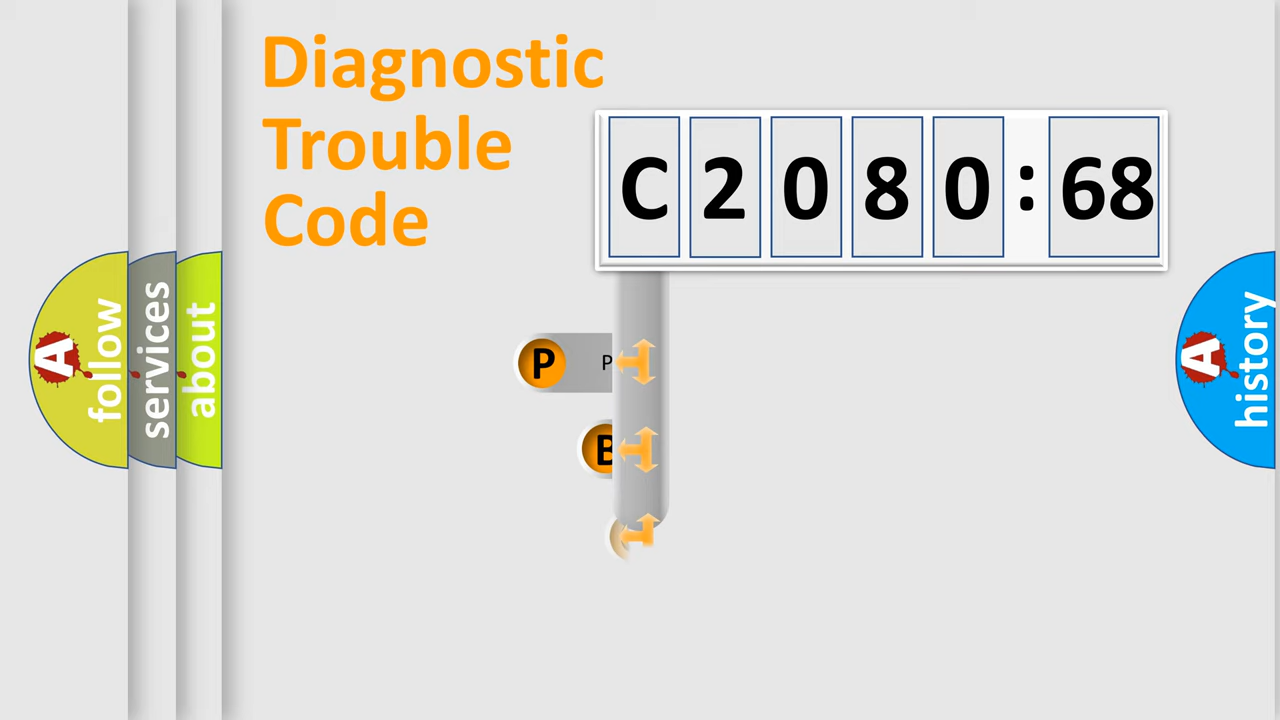 Diagnostic
Trouble
Code
C 2 0 8 0 : 68
P P
B
A follow
services
about
A history